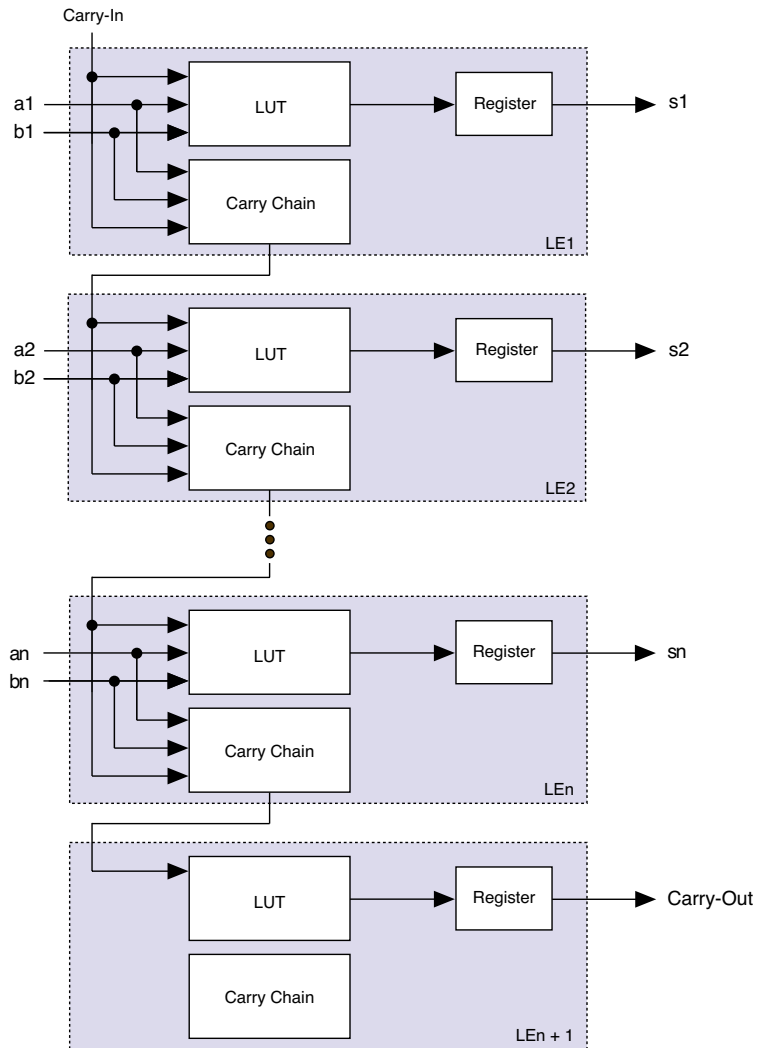 Carry-In
a1
b1
LUT
Register
s1
Carry Chain
LE1
a2
b2
LUT
Register
s2
Carry Chain
LE2
an
bn
LUT
Register
sn
Carry Chain
LEn
LUT
Register
Carry-Out
Carry Chain
LEn + 1